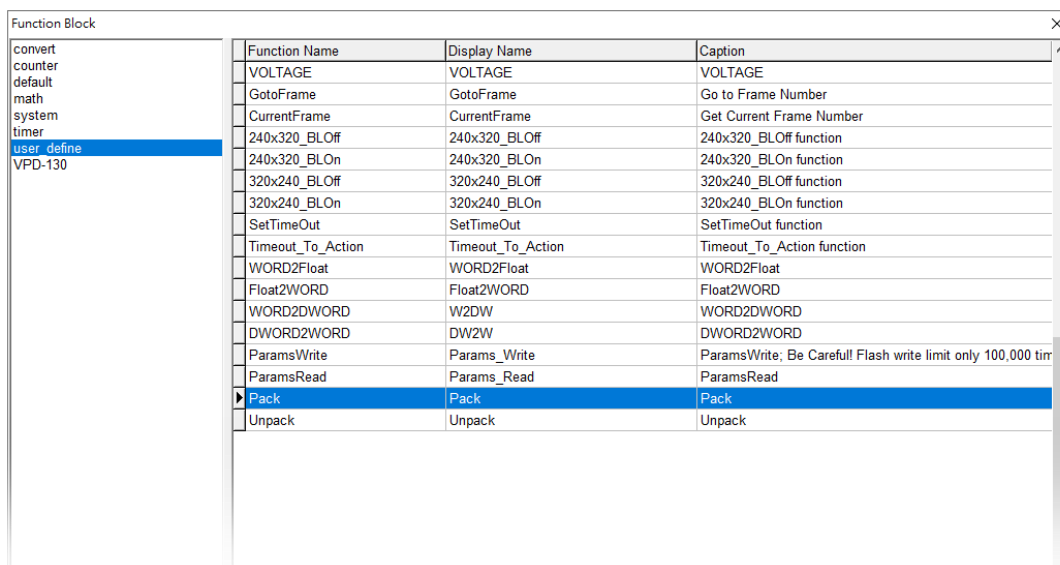 Function Block
convert
counter
default
math
system
timer
user_define
VPD-130
Function Name Display Name Caption
VOLTAGE VOLTAGE VOLTAGE
GotoFrame GotoFrame Go to Frame Number
CurrentFrame CurrentFrame Get Current Frame Number
240x320_BLOff 240x320_BLOff 240x320_BLOff function
240x320_BLOn 240x320_BLOn 240x320_BLOn function
320x240_BLOff 320x240_BLOff 320x240_BLOff function
320x240_BLOn 320x240_BLOn 320x240_BLOn function
SetTimeOut SetTimeOut SetTimeOut function
Timeout_To_Action Timeout_To_Action Timeout_To_Action function
WORD2Float WORD2Float WORD2Float
Float2WORD Float2WORD Float2WORD
WORD2DWORD W2DW WORD2DWORD
DWORD2WORD DW2W DWORD2WORD
ParamsWrite Params_Write ParamsWrite; Be Careful! Flash write limit only 100,000 tim
ParamsRead Params_Read ParamsRead
Pack Pack Pack
Unpack Unpack Unpack